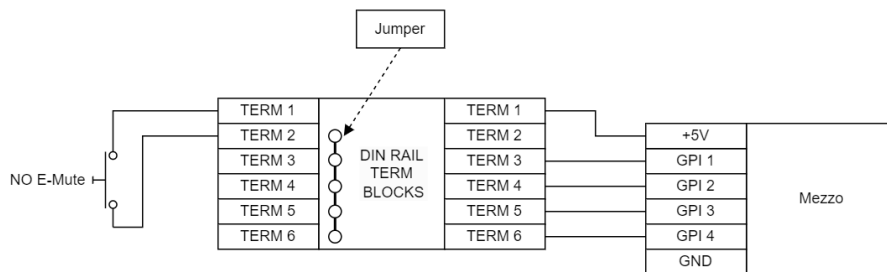 Jumper
TERM 1
TERM 2
TERM 3
TERM 4
TERM 5
TERM 6
DIN RAIL
TERM
BLOCKS
TERM 1
TERM 2
TERM 3
TERM 4
TERM 5
TERM 6
NO E-Mute
+5V
GPI 1
GPI 2
GPI 3
GPI 4
GND
Mezzo